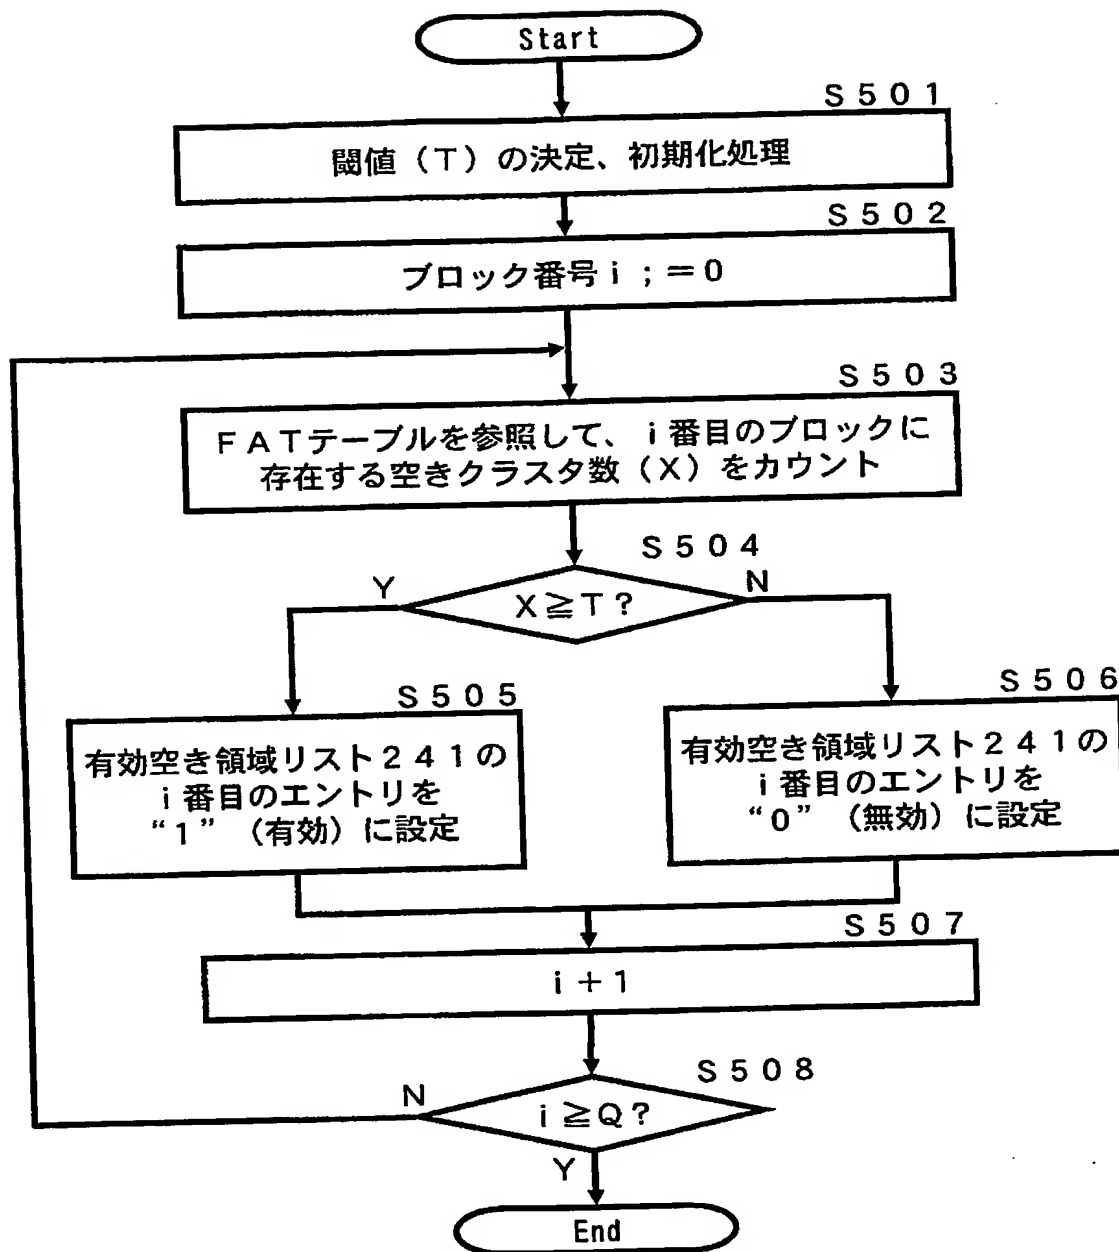 Start
S501
閾値（T）の決定、初期化処理
S502
ブロック番号i；＝0
S503
FATテーブルを参照して、i番目のブロックに
存在する空きクラスタ数（X）をカウント
S504
Y
N
X≧T？
S505
有効空き領域リスト241の
i番目のエントリを
“1”（有効）に設定
S506
有効空き領域リスト241の
i番目のエントリを
“0”（無効）に設定
S507
i＋1
S508
N
i≧Q？
Y
End